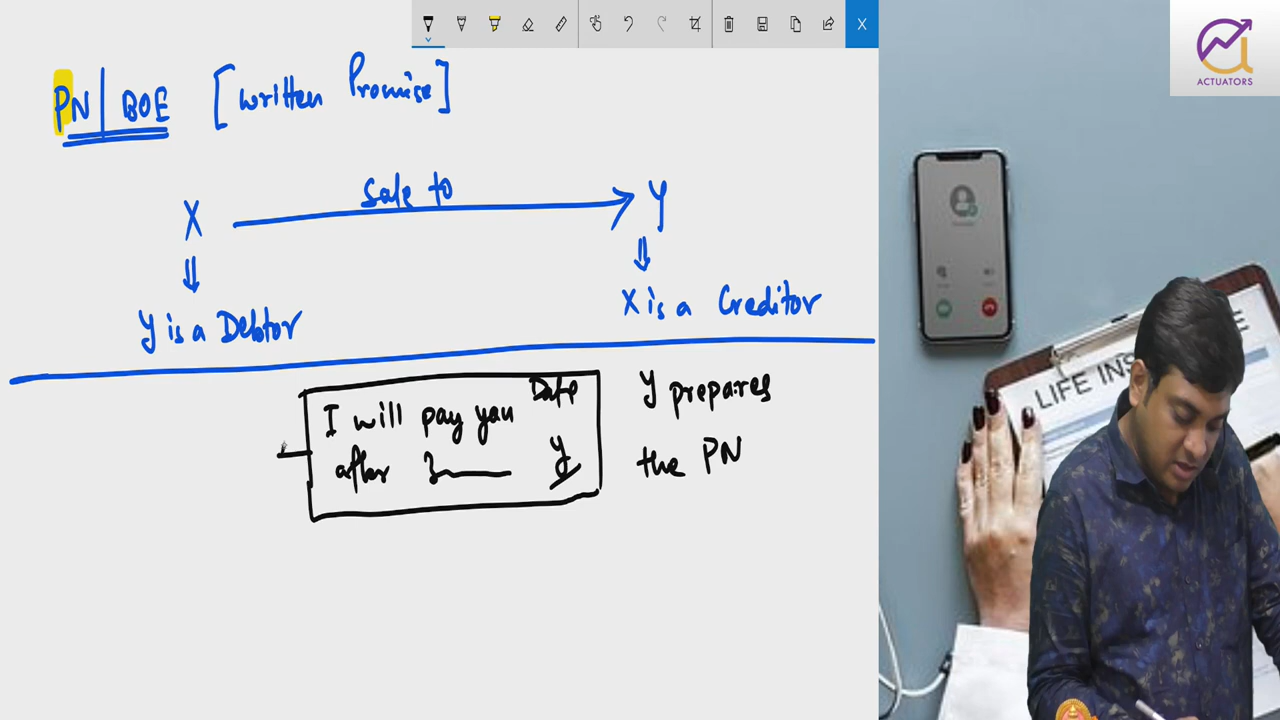 ACTUATORS
PN | BOE [written Promise]
X Sale to Y
Y is a Debtor
X is a Creditor
Date
I will pay you
after 3
Y
Y prepares
the PN
LIFE INS
E
X